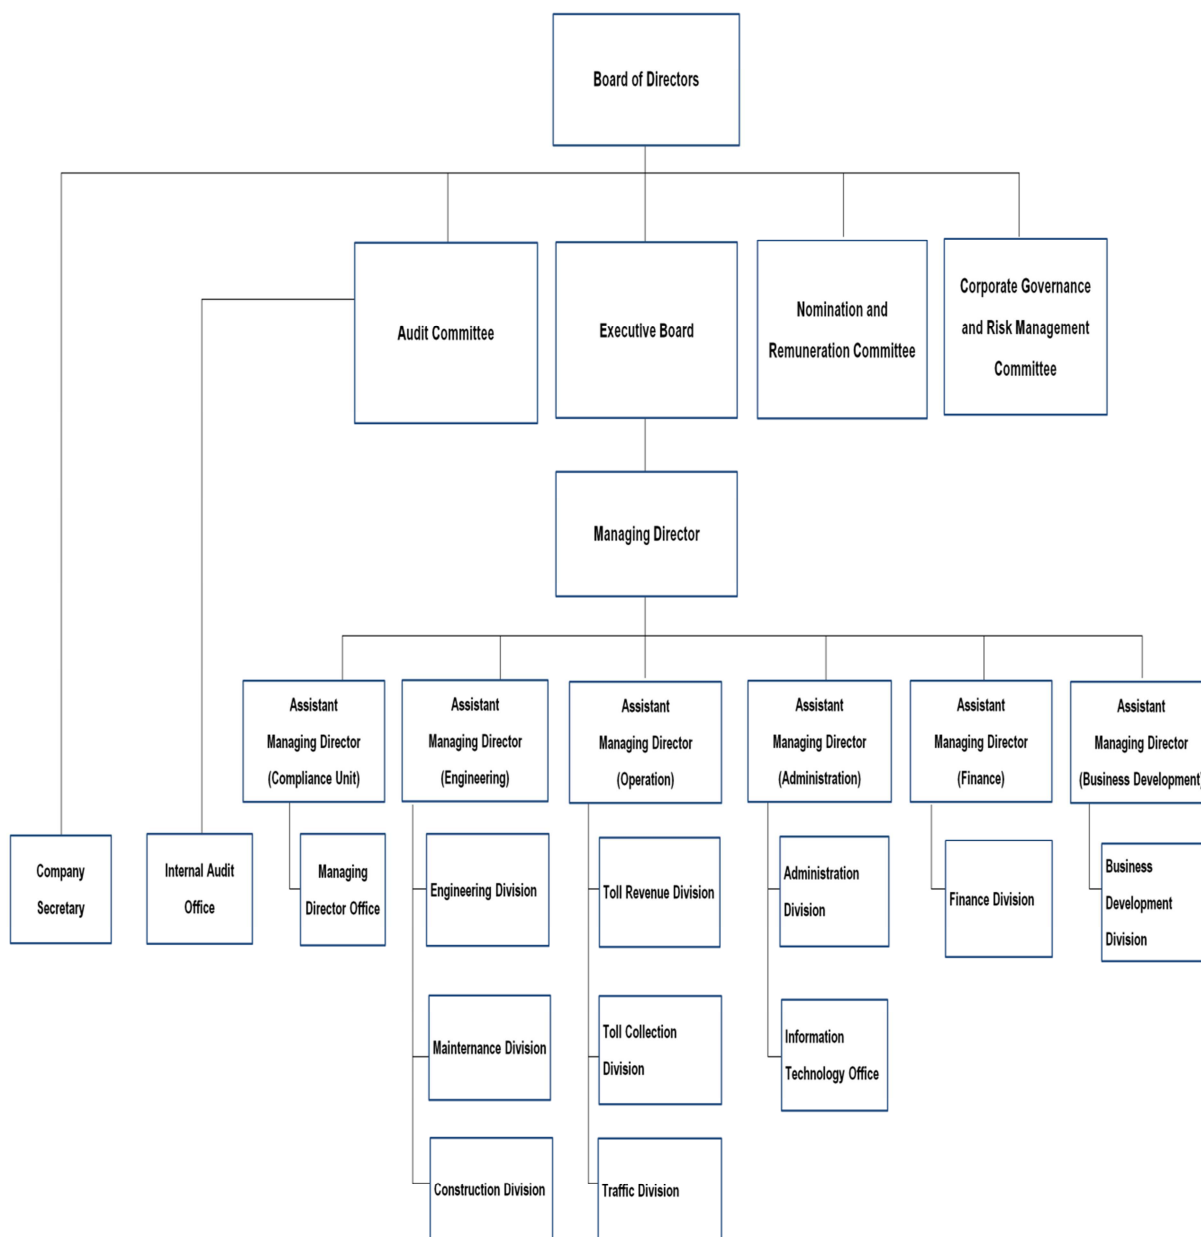 Board of Directors
Audit Committee
Executive Board
Nomination and
Remuneration Committee
Corporate Governance
and Risk Management
Committee
Managing Director
Assistant
Managing Director
(Compliance Unit)
Assistant
Managing Director
(Engineering)
Assistant
Managing Director
(Operation)
Assistant
Managing Director
(Administration)
Assistant
Managing Director
(Finance)
Assistant
Managing Director
(Business Development)
Company
Secretary
Internal Audit
Office
Managing
Director Office
Engineering Division
Toll Revenue Division
Administration
Division
Finance Division
Business
Development
Division
Mainternance Division
Toll Collection
Division
Information
Technology Office
Construction Division
Traffic Division